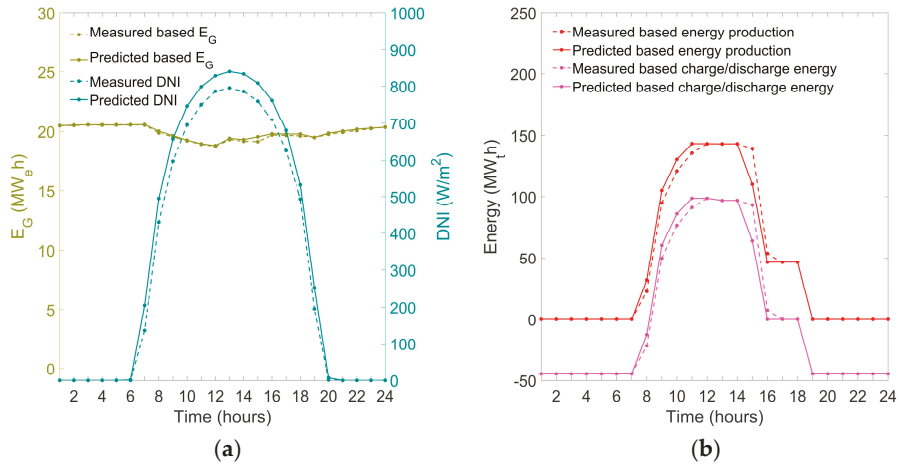 30
25
20
15
10
5
0
E_G (MW_eh)
Measured based E_G
Predicted based E_G
Measured DNI
Predicted DNI
1000
900
800
700
600
500
400
300
200
100
0
DNI (W/m²)
2 4 6 8 10 12 14 16 18 20 22 24
Time (hours)
(a)
250
200
150
100
50
0
-50
Energy (MW_th)
Measured based energy production
Predicted based energy production
Measured based charge/discharge energy
Predicted based charge/discharge energy
2 4 6 8 10 12 14 16 18 20 22 24
Time (hours)
(b)